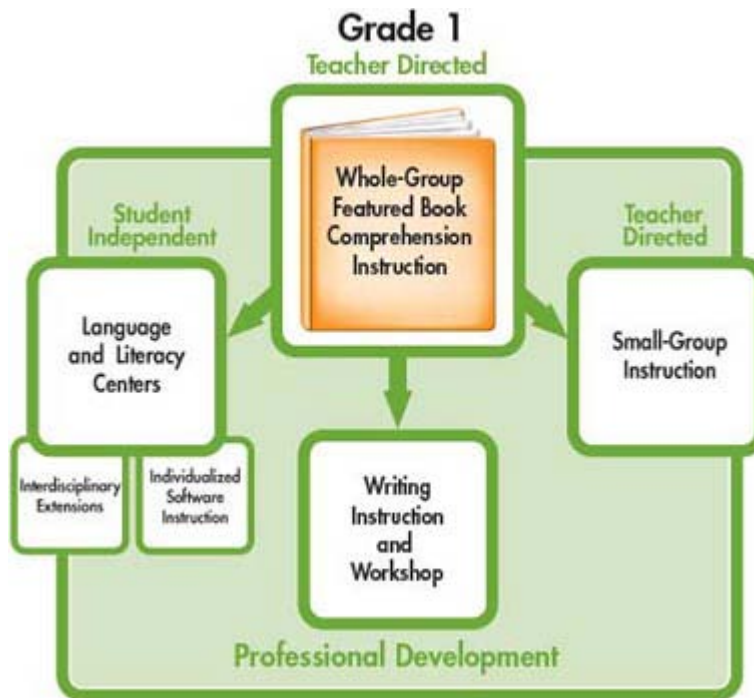 Grade 1
Teacher Directed
Whole-Group
Featured Book
Comprehension
Instruction
Student
Independent
Teacher
Directed
Language
and Literacy
Centers
Small-Group
Instruction
Interdisciplinary
Extensions
Individualized
Software
Instruction
Writing
Instruction
and
Workshop
Professional Development